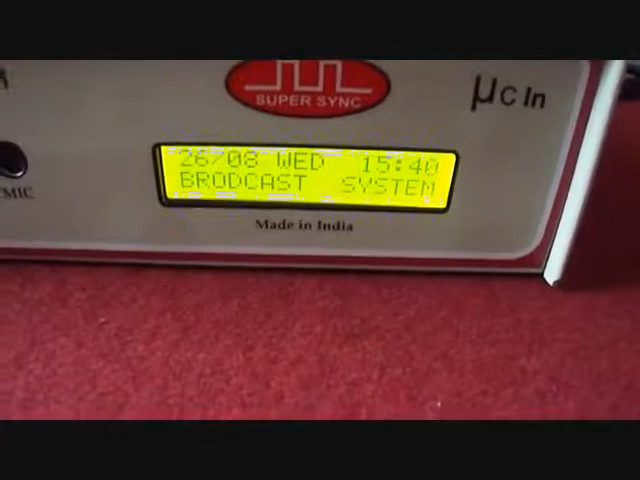 SUPER SYNC
µc In
26/08 WED 15:40
BRODCAST SYSTEM
MIC
Made in India